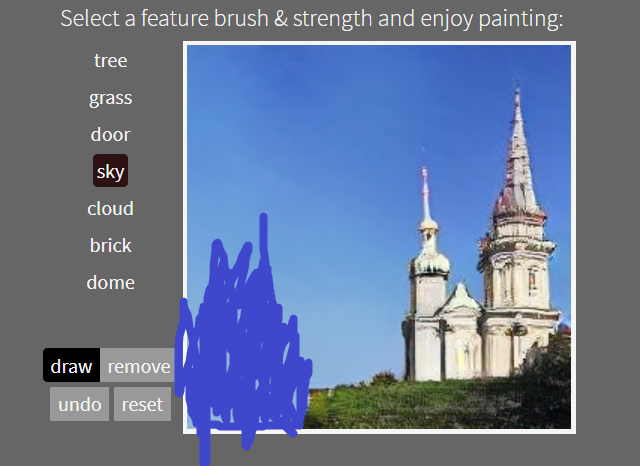 Select a feature brush & strength and enjoy painting:
tree
grass
door
sky
cloud
brick
dome
draw remove
undo reset